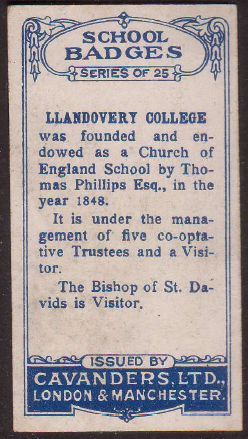 SCHOOL
BADGES
SERIES OF 25
LLANDOVERY COLLEGE
was founded and en-
dowed as a Church of
England School by Tho-
mas Phillips Esq., in the
year 1848.
It is under the mana-
gement of five co-opta-
tive Trustees and a Visi-
tor.
The Bishop of St. Da-
vids is Visitor.
ISSUED BY
CAVANDERS, LTD.,
LONDON & MANCHESTER.